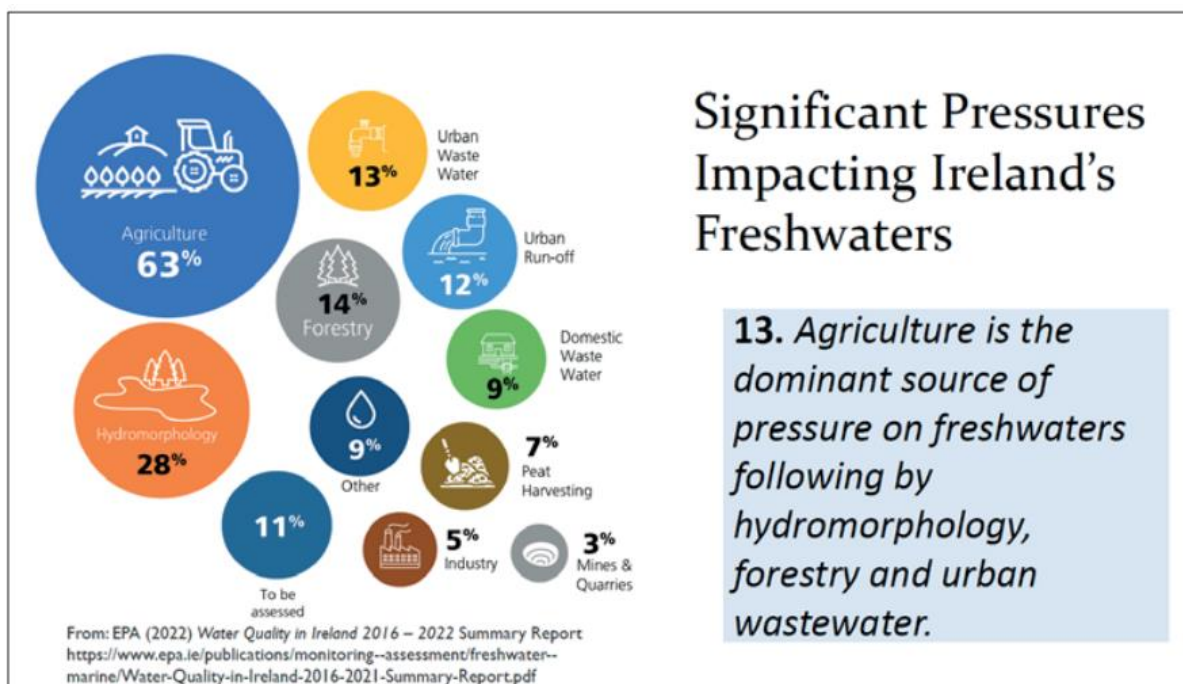 Significant Pressures
Impacting Ireland's
Freshwaters
Agriculture
63%
13%
Urban
Waste
Water
12%
Urban
Run-off
14%
Forestry
9%
Domestic
Waste
Water
Hydromorphology
28%
9%
Other
7%
Peat
Harvesting
11%
To be
assessed
5%
Industry
3%
Mines &
Quarries
13. Agriculture is the
dominant source of
pressure on freshwaters
following by
hydromorphology,
forestry and urban
wastewater.
From: EPA (2022) Water Quality in Ireland 2016 – 2022 Summary Report
https://www.epa.ie/publications/monitoring--assessment/freshwater--
marine/Water-Quality-in-Ireland-2016-2021-Summary-Report.pdf